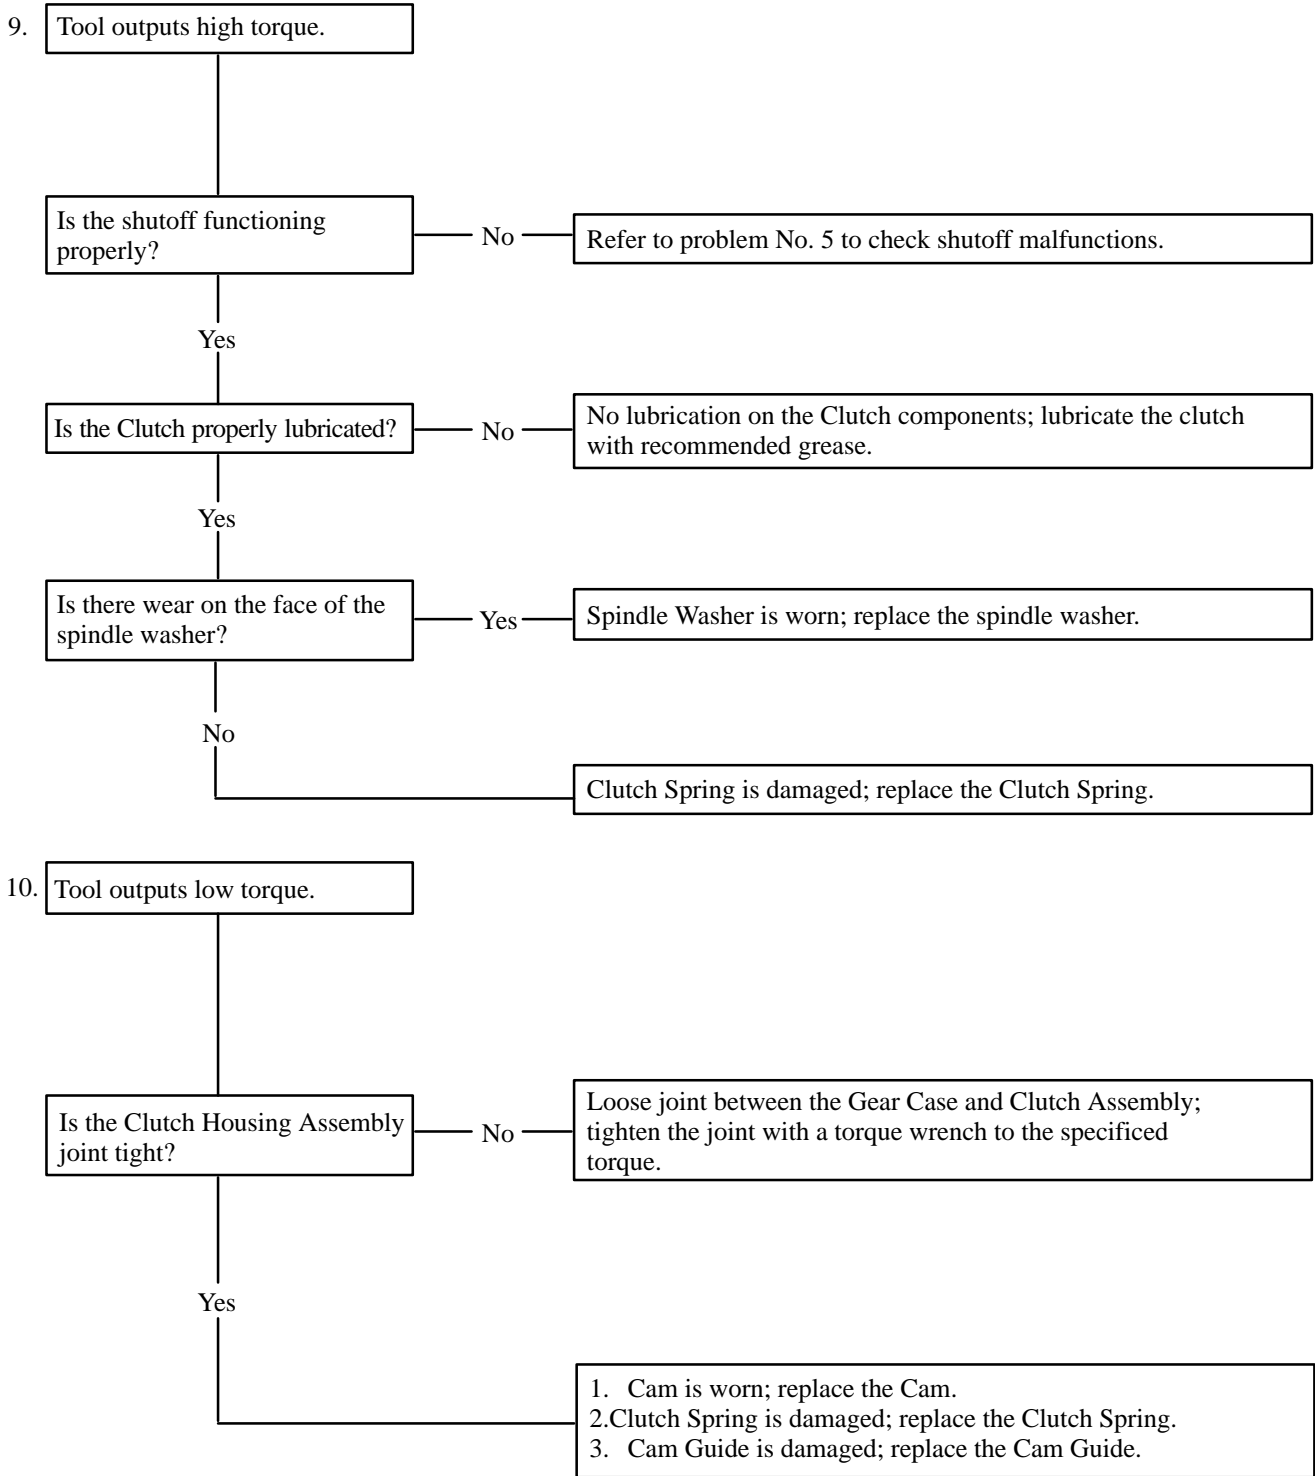 9. Tool outputs high torque.
Is the shutoff functioning
properly?
No
Refer to problem No. 5 to check shutoff malfunctions.
Yes
Is the Clutch properly lubricated?
No
No lubrication on the Clutch components; lubricate the clutch
with recommended grease.
Yes
Is there wear on the face of the
spindle washer?
Yes
Spindle Washer is worn; replace the spindle washer.
No
Clutch Spring is damaged; replace the Clutch Spring.
10. Tool outputs low torque.
Is the Clutch Housing Assembly
joint tight?
No
Loose joint between the Gear Case and Clutch Assembly;
tighten the joint with a torque wrench to the specificed
torque.
Yes
1. Cam is worn; replace the Cam.
2.Clutch Spring is damaged; replace the Clutch Spring.
3. Cam Guide is damaged; replace the Cam Guide.